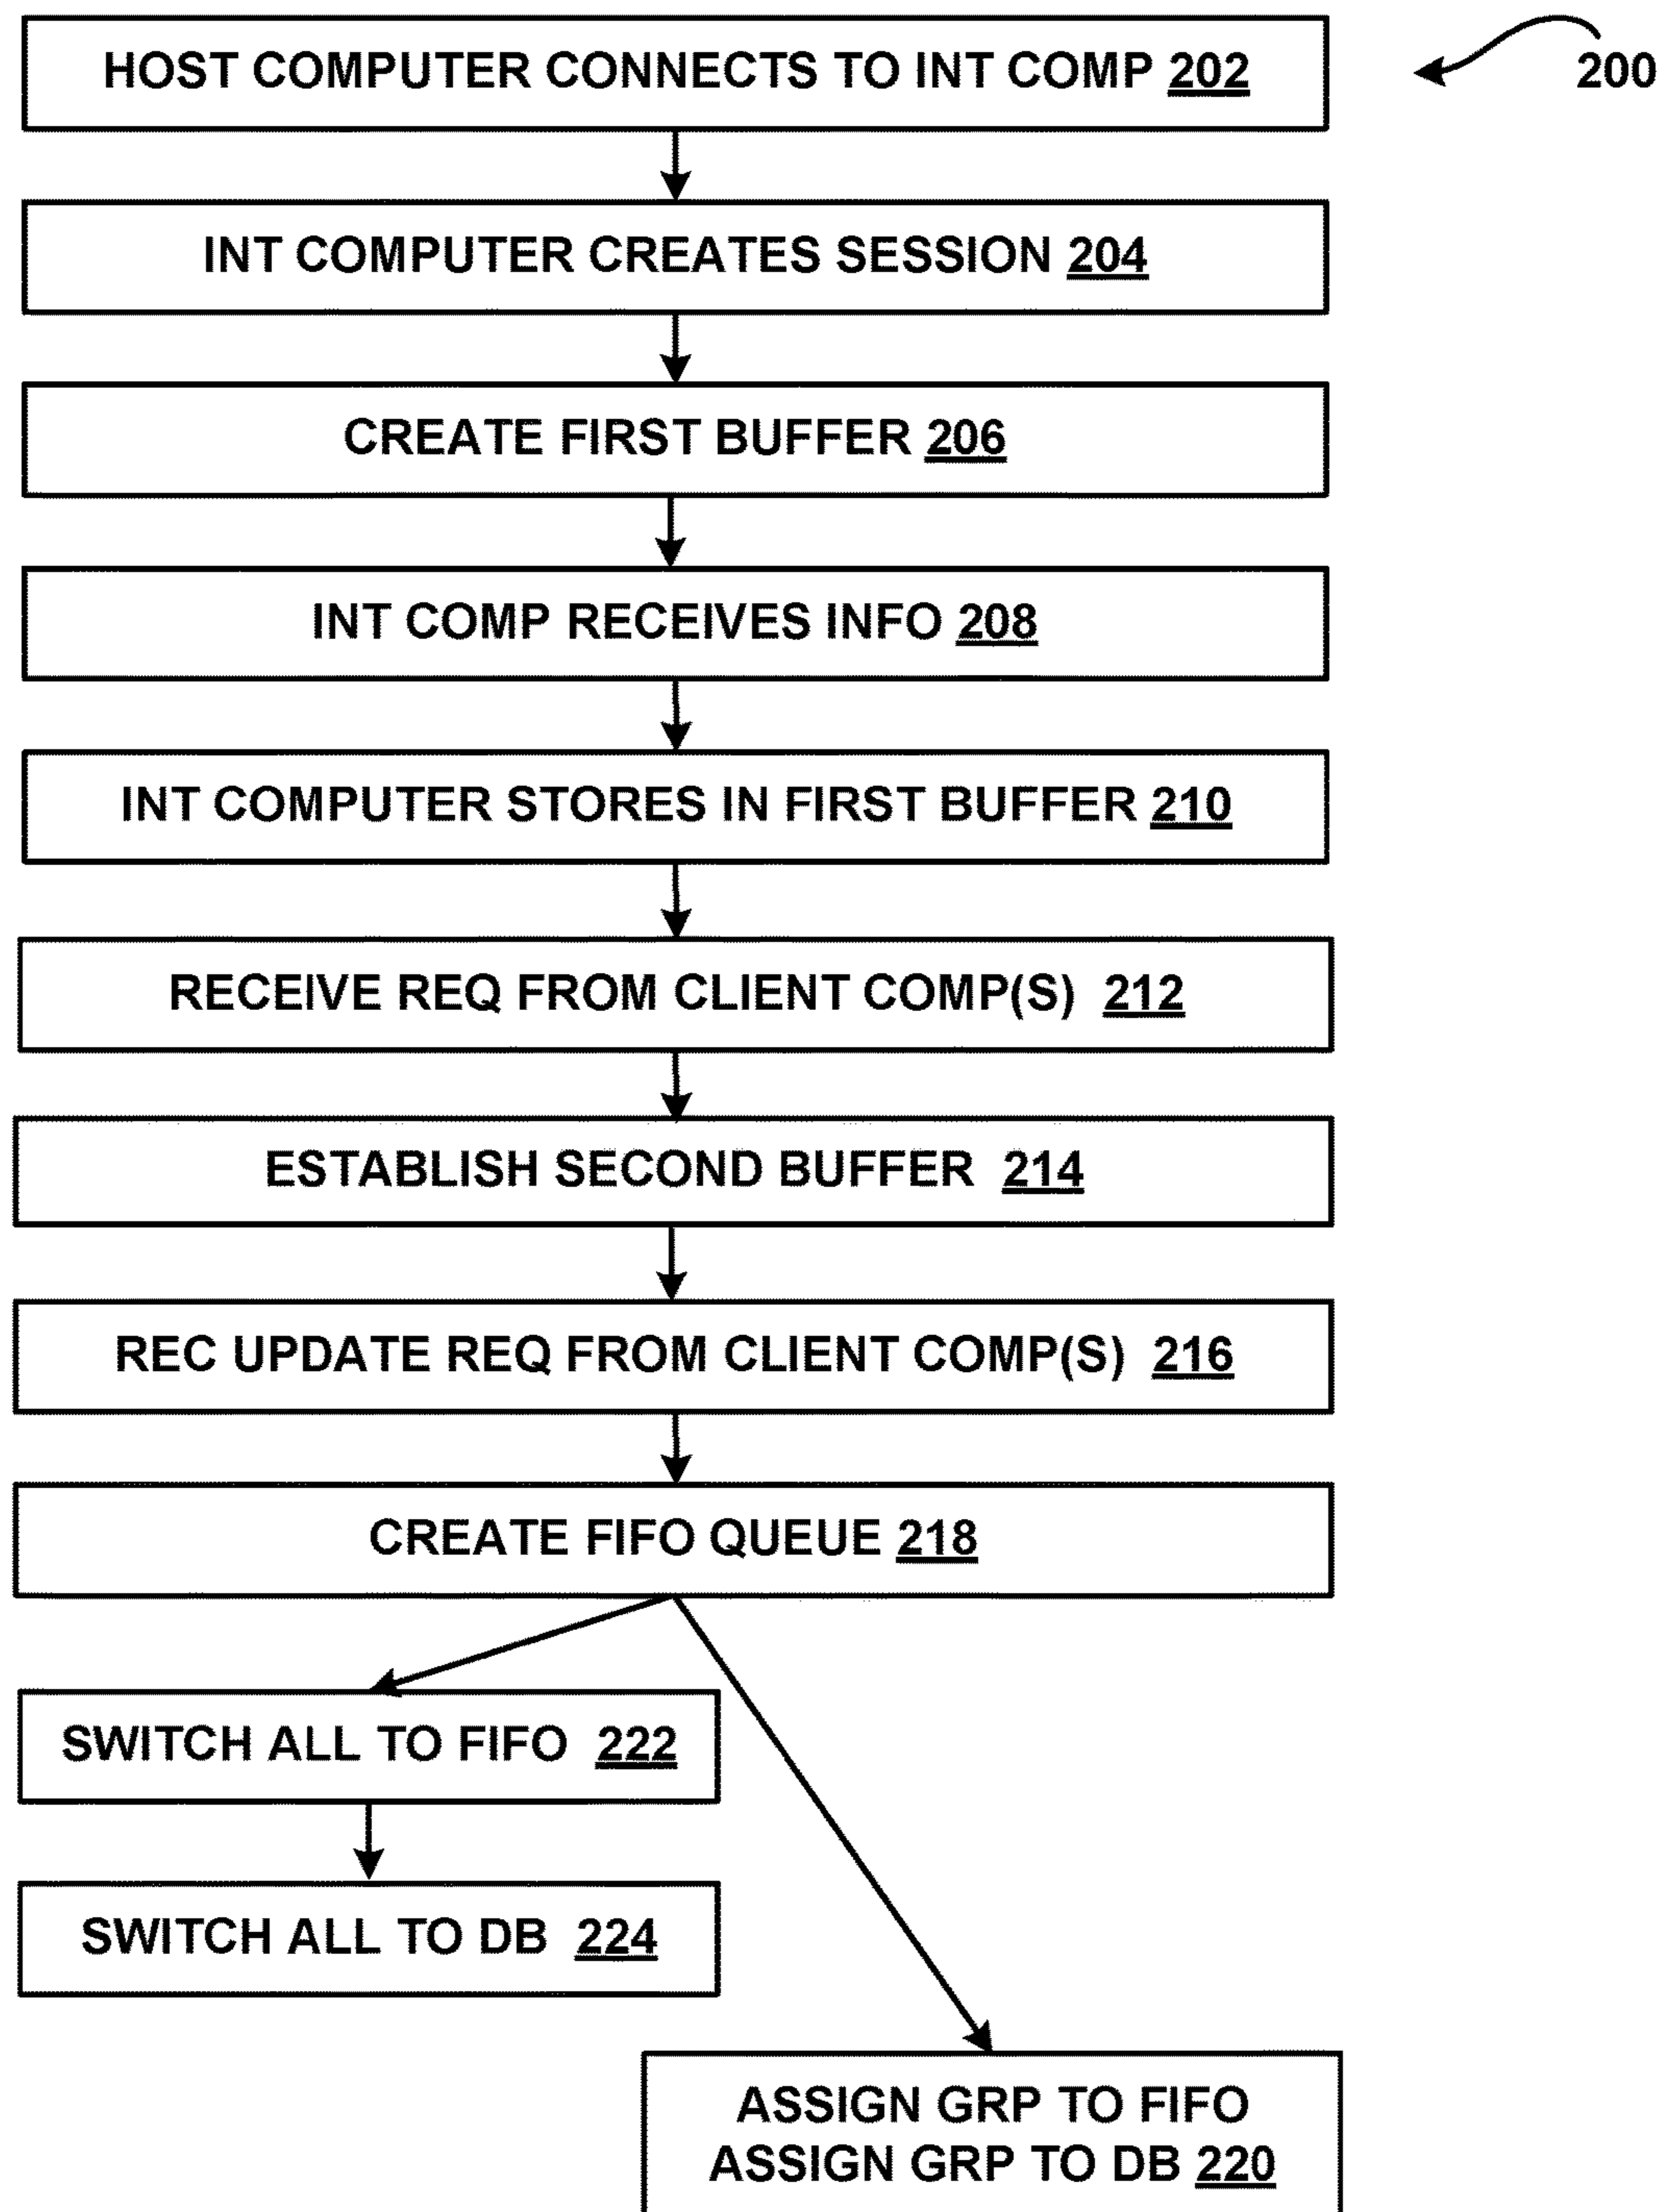 HOST COMPUTER CONNECTS TO INT COMP 202
200
INT COMPUTER CREATES SESSION 204
CREATE FIRST BUFFER 206
INT COMP RECEIVES INFO 208
INT COMPUTER STORES IN FIRST BUFFER 210
RECEIVE REQ FROM CLIENT COMP(S) 212
ESTABLISH SECOND BUFFER 214
REC UPDATE REQ FROM CLIENT COMP(S) 216
CREATE FIFO QUEUE 218
SWITCH ALL TO FIFO 222
SWITCH ALL TO DB 224
ASSIGN GRP TO FIFO
ASSIGN GRP TO DB 220